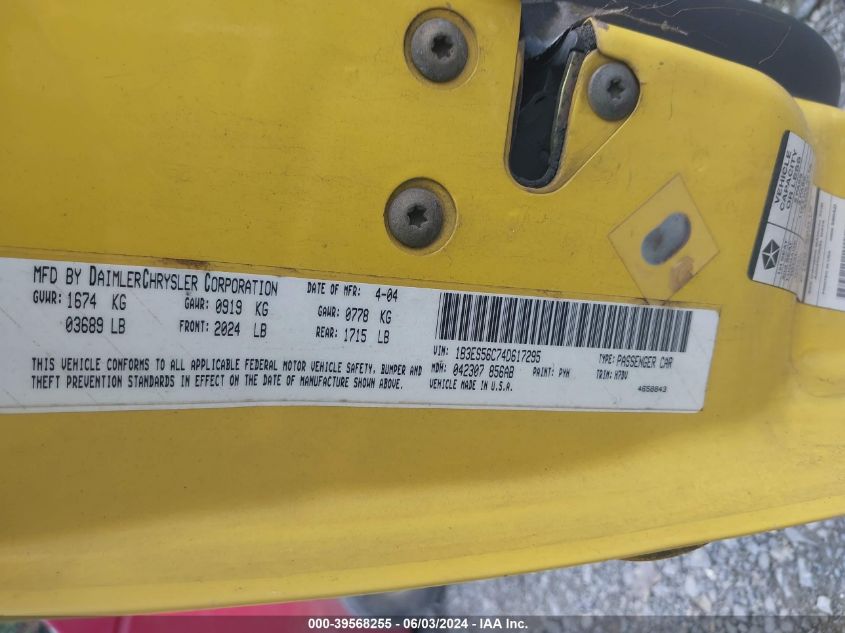 MFD BY DAIMLERCHRYSLER CORPORATION DATE OF MFR: 4-04
GVWR: 1674 KG GAWR: 0919 KG GAWR: 0778 KG
03689 LB FRONT: 2024 LB REAR: 1715 LB
VIN: 1B3ES56C74D617295 TYPE: PASSENGER CAR
THIS VEHICLE CONFORMS TO ALL APPLICABLE FEDERAL MOTOR VEHICLE SAFETY, BUMPER AND
MDH: 042307 856AB PAINT: PYH TRIM: H7DV
THEFT PREVENTION STANDARDS IN EFFECT ON THE DATE OF MANUFACTURE SHOWN ABOVE.
VEHICLE MADE IN U.S.A. 4658843
VEHICLE
CAPACITY
000-39568255 - 06/03/2024 - IAA Inc.